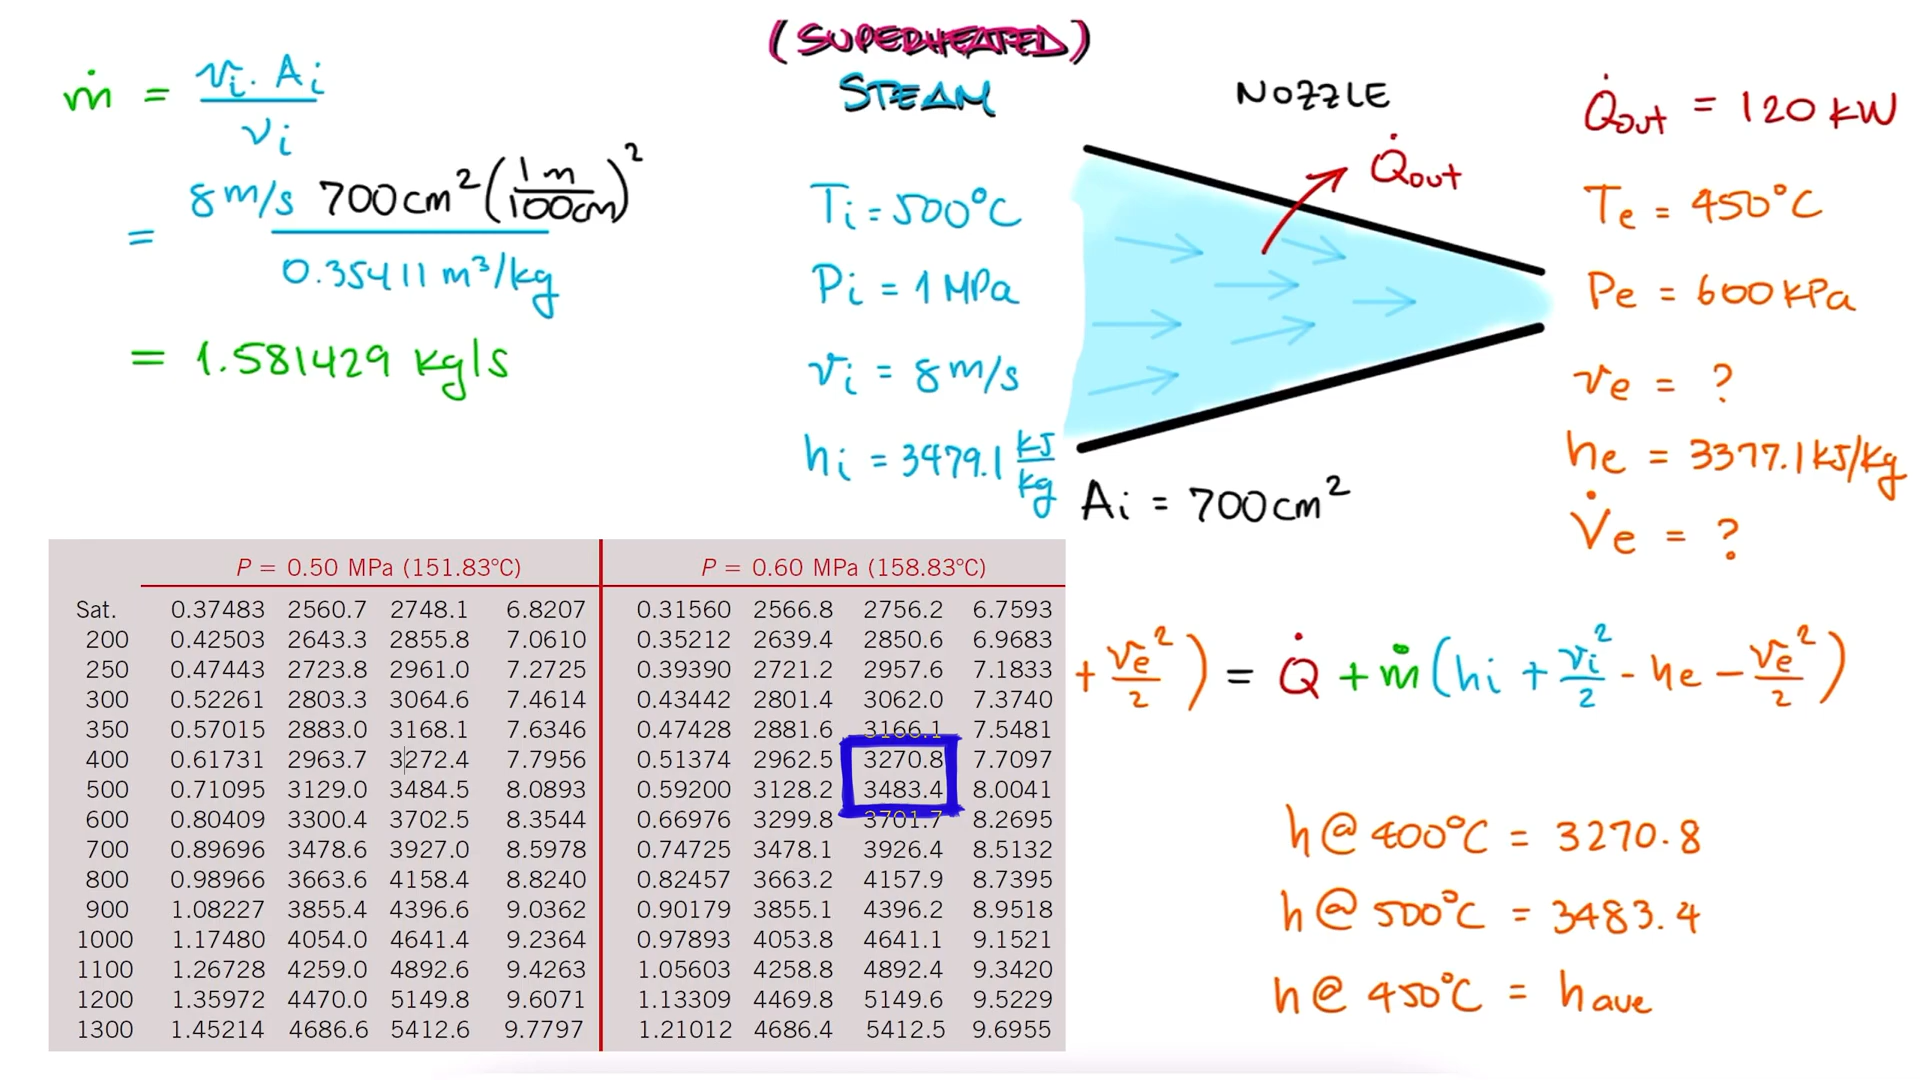 (SUPERHEATED)
STEAM
NOZZLE
ṁ = vi. Ai
νi
= 8 m/s 700cm² (1 m / 100cm)²
0.35411 m³/kg
= 1.581429 kg/s
Ti = 500°C
Pi = 1 MPa
vi = 8 m/s
hi = 3479.1 kJ/kg
Q̇out
Ai = 700cm²
Q̇out = 120 kW
Te = 450°C
Pe = 600 kPa
ve = ?
he = 3377.1 kJ/kg
V̇e = ?
P = 0.50 MPa (151.83°C) P = 0.60 MPa (158.83°C)
Sat. 0.37483 2560.7 2748.1 6.8207 0.31560 2566.8 2756.2 6.7593
200 0.42503 2643.3 2855.8 7.0610 0.35212 2639.4 2850.6 6.9683
250 0.47443 2723.8 2961.0 7.2725 0.39390 2721.2 2957.6 7.1833
300 0.52261 2803.3 3064.6 7.4614 0.43442 2801.4 3062.0 7.3740
350 0.57015 2883.0 3168.1 7.6346 0.47428 2881.6 3166.1 7.5481
400 0.61731 2963.7 3272.4 7.7956 0.51374 2962.5 3270.8 7.7097
500 0.71095 3129.0 3484.5 8.0893 0.59200 3128.2 3483.4 8.0041
600 0.80409 3300.4 3702.5 8.3544 0.66976 3299.8 3701.7 8.2695
700 0.89696 3478.6 3927.0 8.5978 0.74725 3478.1 3926.4 8.5132
800 0.98966 3663.6 4158.4 8.8240 0.82457 3663.2 4157.9 8.7395
900 1.08227 3855.4 4396.6 9.0362 0.90179 3855.1 4396.2 8.9518
1000 1.17480 4054.0 4641.4 9.2364 0.97893 4053.8 4641.1 9.1521
1100 1.26728 4259.0 4892.6 9.4263 1.05603 4258.8 4892.4 9.3420
1200 1.35972 4470.0 5149.8 9.6071 1.13309 4469.8 5149.6 9.5229
1300 1.45214 4686.6 5412.6 9.7797 1.21012 4686.4 5412.5 9.6955
+ ve²/2 ) = Q̇ + ṁ (hi + vi²/2 - he - ve²/2 )
h@ 400°C = 3270.8
h@ 500°C = 3483.4
h@ 450°C = have